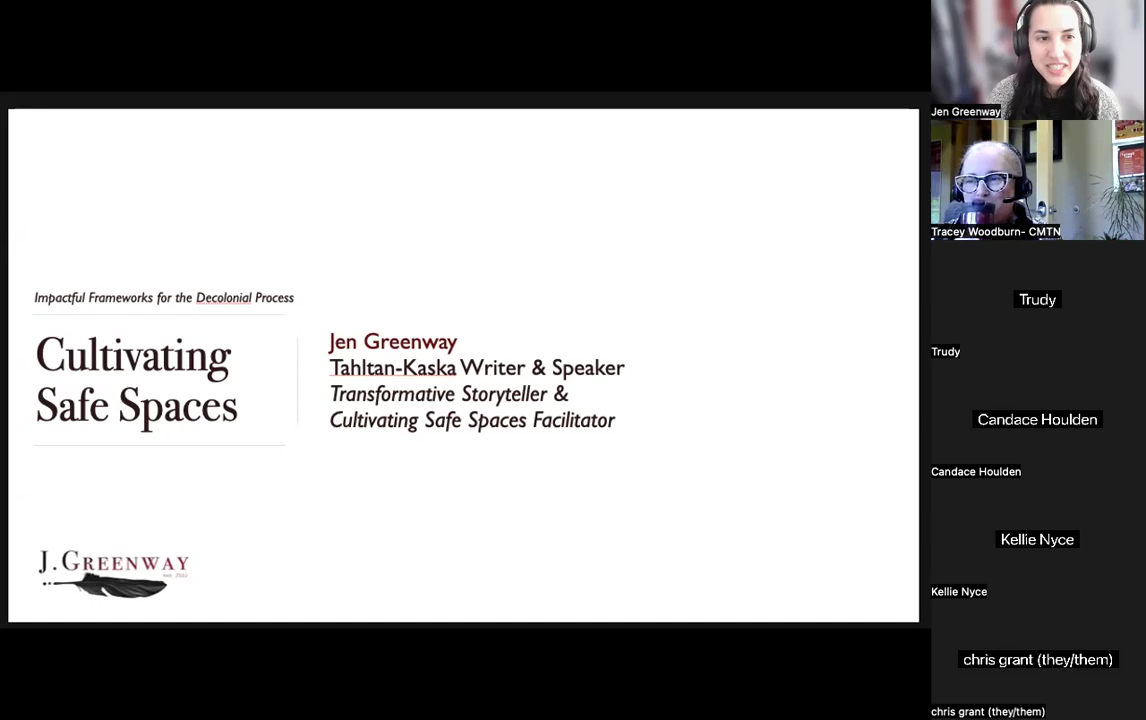 Impactful Frameworks for the Decolonial Process
Cultivating
Safe Spaces
Jen Greenway
Tahltan-Kaska Writer & Speaker
Transformative Storyteller &
Cultivating Safe Spaces Facilitator
J. GREENWAY
Jen Greenway
Tracey Woodburn- CMTN
Trudy
Trudy
Candace Houlden
Candace Houlden
Kellie Nyce
Kellie Nyce
chris grant (they/them)
chris grant (they/them)